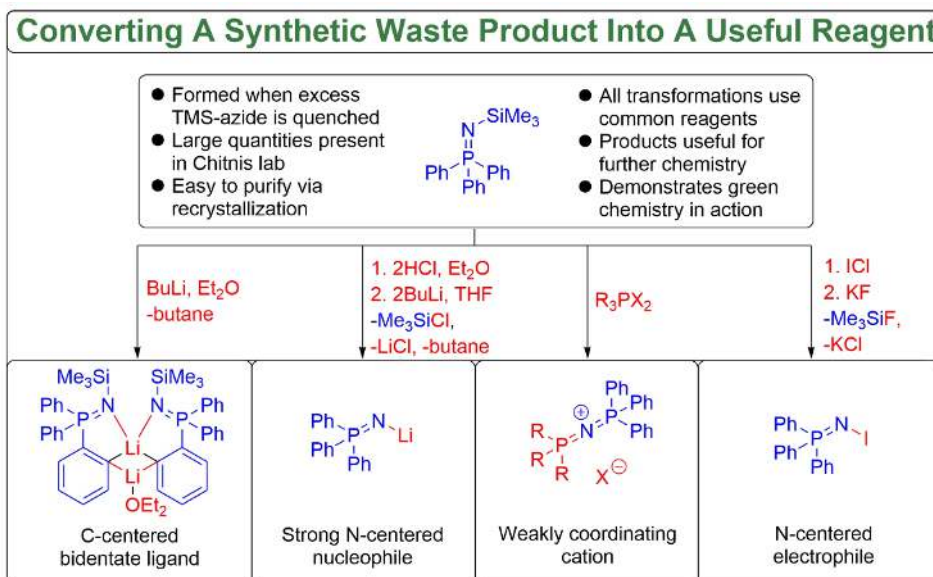 Converting A Synthetic Waste Product Into A Useful Reagent
● Formed when excess
TMS-azide is quenched
● Large quantities present
in Chitnis lab
● Easy to purify via
recrystallization
SiMe₃
N
P
Ph
Ph
Ph
● All transformations use
common reagents
● Products useful for
further chemistry
● Demonstrates green
chemistry in action
BuLi, Et₂O
-butane
1. 2HCl, Et₂O
2. 2BuLi, THF
-Me₃SiCl,
-LiCl, -butane
R₃PX₂
1. ICl
2. KF
-Me₃SiF,
-KCl
Me₃Si SiMe₃
Ph N N Ph
P P
Ph Ph
Li
Li
OEt₂
C-centered
bidentate ligand
Ph N
P Li
Ph
Ph
Strong N-centered
nucleophile
⊕ Ph
P Ph
R N Ph
P
R R X⊖
Weakly coordinating
cation
Ph N
P I
Ph
Ph
N-centered
electrophile